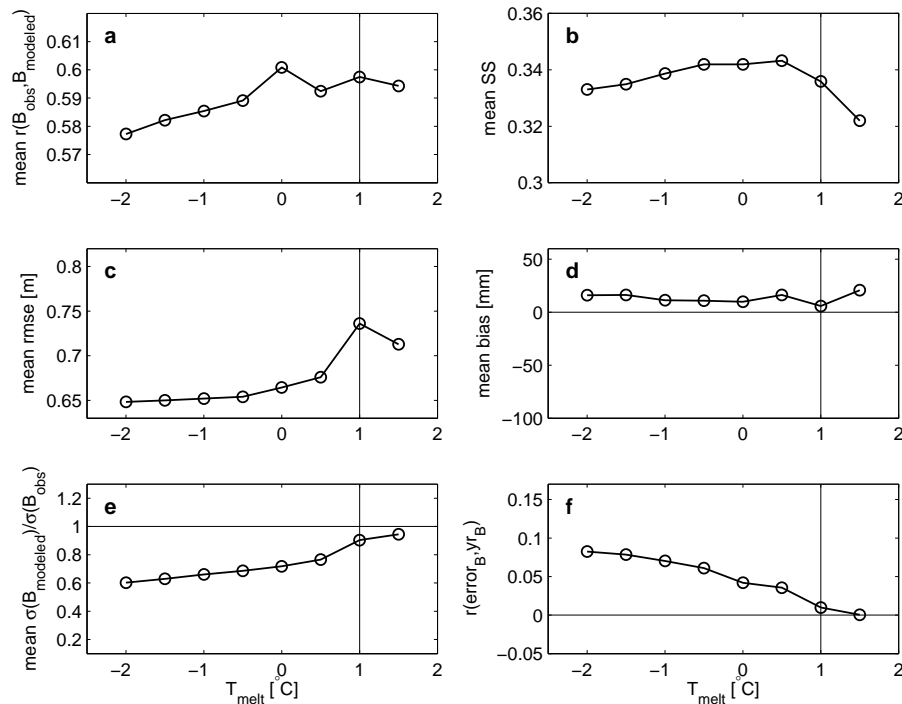 a
mean r(B_obs,B_modeled)
0.61
0.6
0.59
0.58
0.57
−2 −1 0 1 2
b
mean SS
0.36
0.34
0.32
0.3
−2 −1 0 1 2
c
mean rmse [m]
0.8
0.75
0.7
0.65
−2 −1 0 1 2
d
mean bias [mm]
50
0
−50
−100
−2 −1 0 1 2
e
mean σ(B_modeled)/σ(B_obs)
1.2
1
0.8
0.6
0.4
0.2
−2 −1 0 1 2
T_melt [°C]
f
r(error_B,yr_B)
0.15
0.1
0.05
0
−0.05
−2 −1 0 1 2
T_melt [°C]